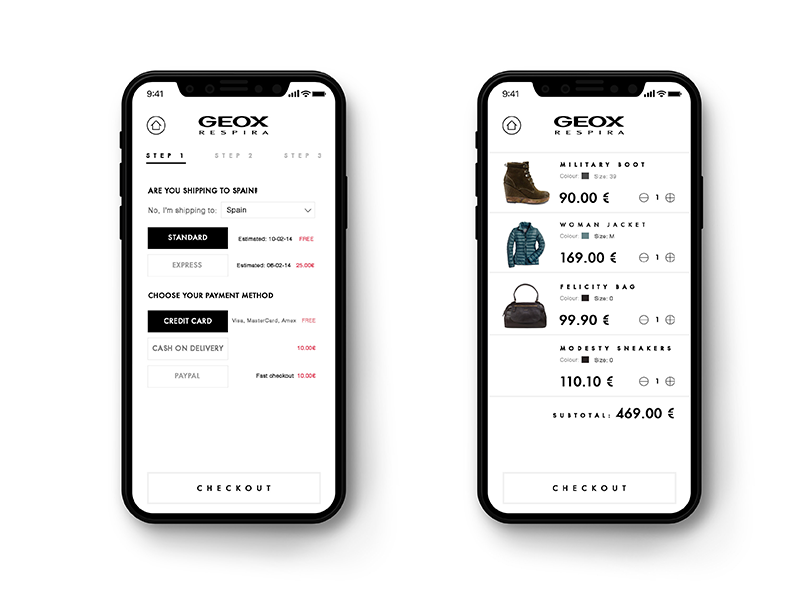 9:41
GEOX
RESPIRA
STEP 1 STEP 2 STEP 3
ARE YOU SHIPPING TO SPAIN?
No, I'm shipping to: Spain
STANDARD Estimated: 10-02-14 FREE
EXPRESS Estimated: 06-02-14 25.00€
CHOOSE YOUR PAYMENT METHOD
CREDIT CARD Visa, MasterCard, Amex FREE
CASH ON DELIVERY 10.00€
PAYPAL Fast checkout 10.00€
CHECKOUT
9:41
GEOX
RESPIRA
MILITARY BOOT
Colour Size: 39
90.00 € 1
WOMAN JACKET
Colour Size: M
169.00 € 1
FELICITY BAG
Colour Size: 0
99.90 € 1
MODESTY SNEAKERS
Colour Size: 0
110.10 € 1
SUBTOTAL: 469.00 €
CHECKOUT